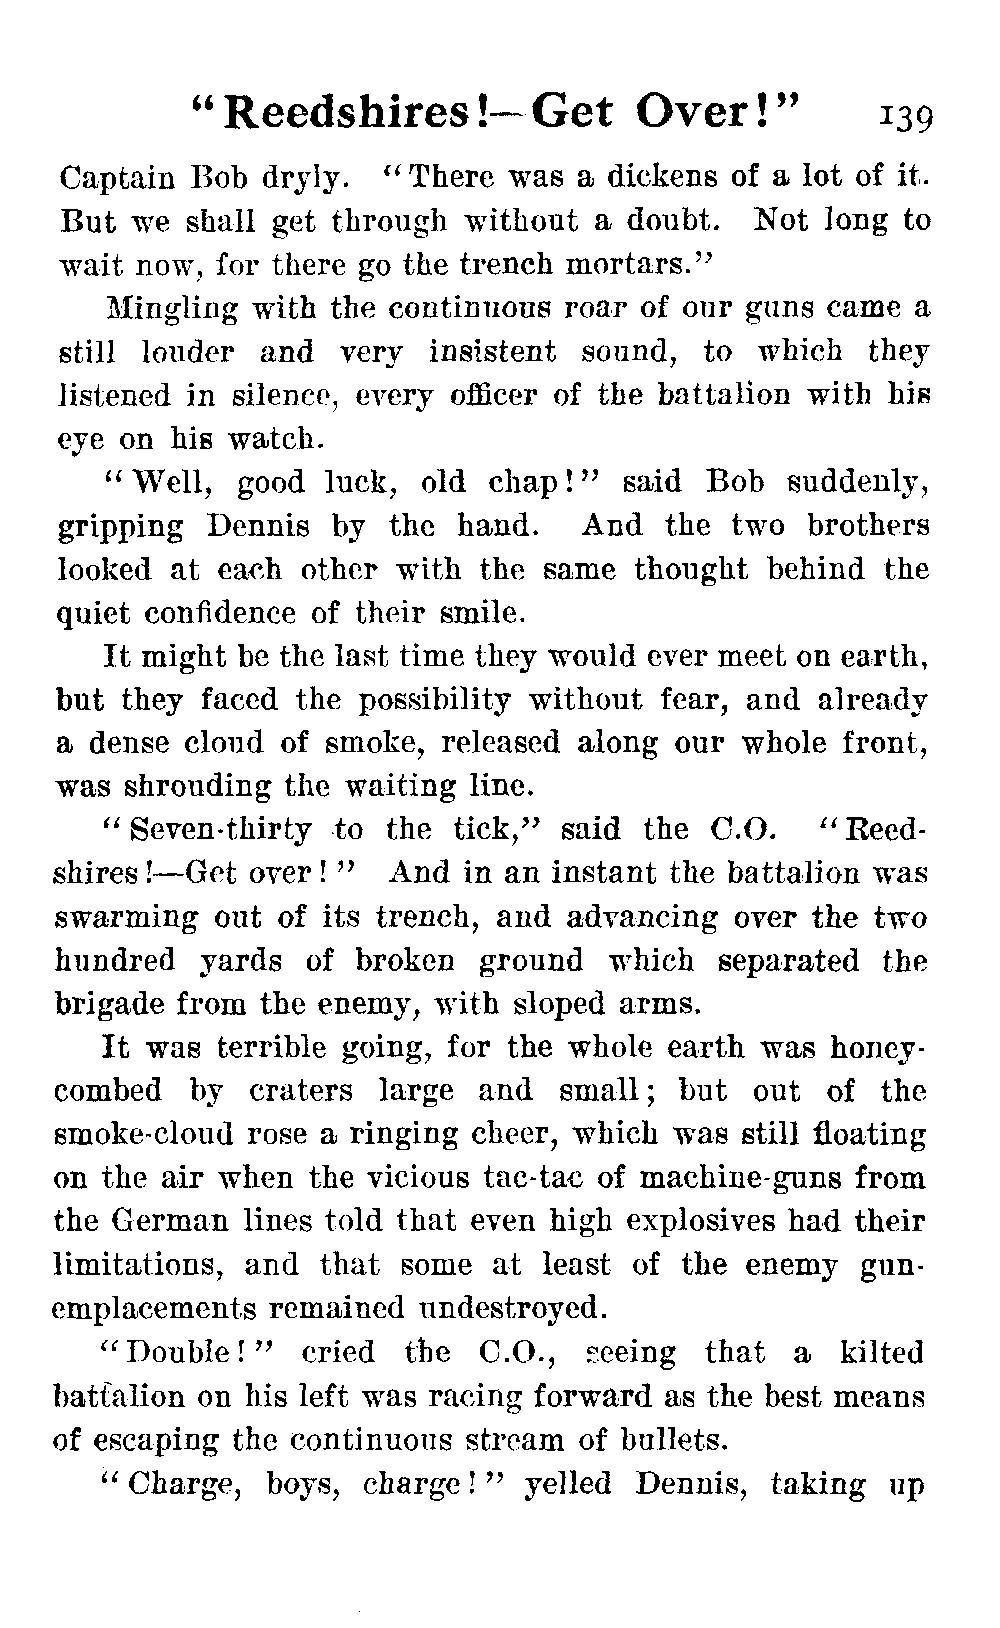 “Reedshires!—Get Over!” 139
Captain Bob dryly. “There was a dickens of a lot of it.
But we shall get through without a doubt. Not long to
wait now, for there go the trench mortars.”
Mingling with the continuous roar of our guns came a
still louder and very insistent sound, to which they
listened in silence, every officer of the battalion with his
eye on his watch.
“Well, good luck, old chap!” said Bob suddenly,
gripping Dennis by the hand. And the two brothers
looked at each other with the same thought behind the
quiet confidence of their smile.
It might be the last time they would ever meet on earth,
but they faced the possibility without fear, and already
a dense cloud of smoke, released along our whole front,
was shrouding the waiting line.
“Seven-thirty to the tick,” said the C.O. “Reed-
shires!—Get over!” And in an instant the battalion was
swarming out of its trench, and advancing over the two
hundred yards of broken ground which separated the
brigade from the enemy, with sloped arms.
It was terrible going, for the whole earth was honey-
combed by craters large and small; but out of the
smoke-cloud rose a ringing cheer, which was still floating
on the air when the vicious tac-tac of machine-guns from
the German lines told that even high explosives had their
limitations, and that some at least of the enemy gun-
emplacements remained undestroyed.
“Double!” cried the C.O., seeing that a kilted
battalion on his left was racing forward as the best means
of escaping the continuous stream of bullets.
“Charge, boys, charge!” yelled Dennis, taking up